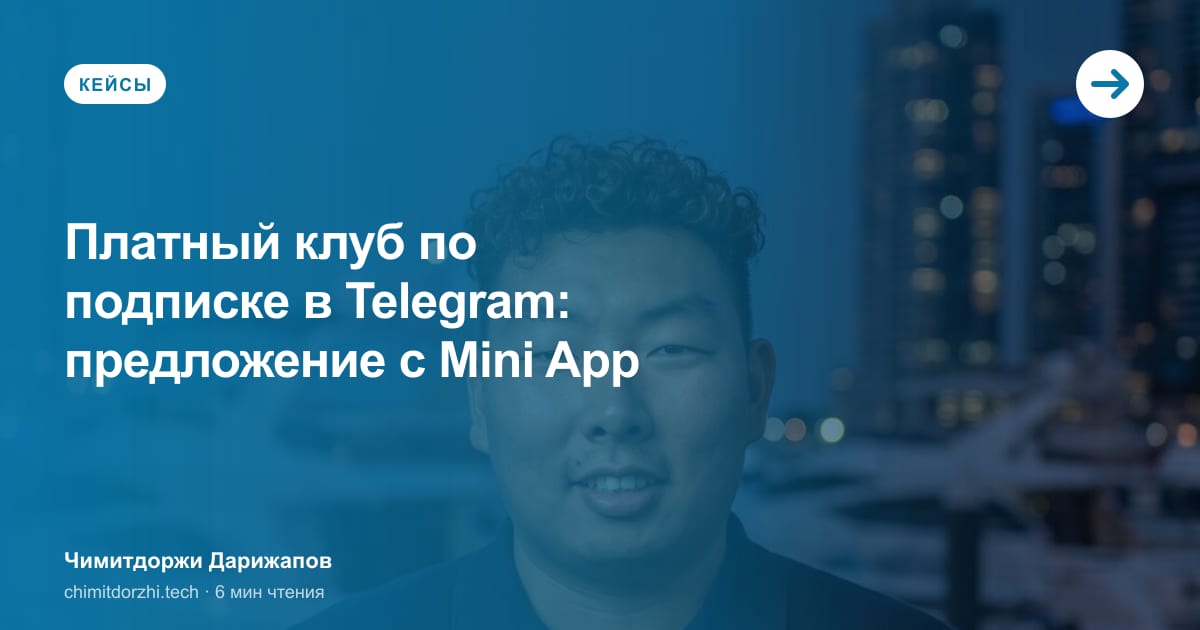 КЕЙСЫ
Платный клуб по
подписке в Telegram:
предложение с Mini App
Чимитдоржи Дарижапов
chimitdorzhi.tech · 6 мин чтения